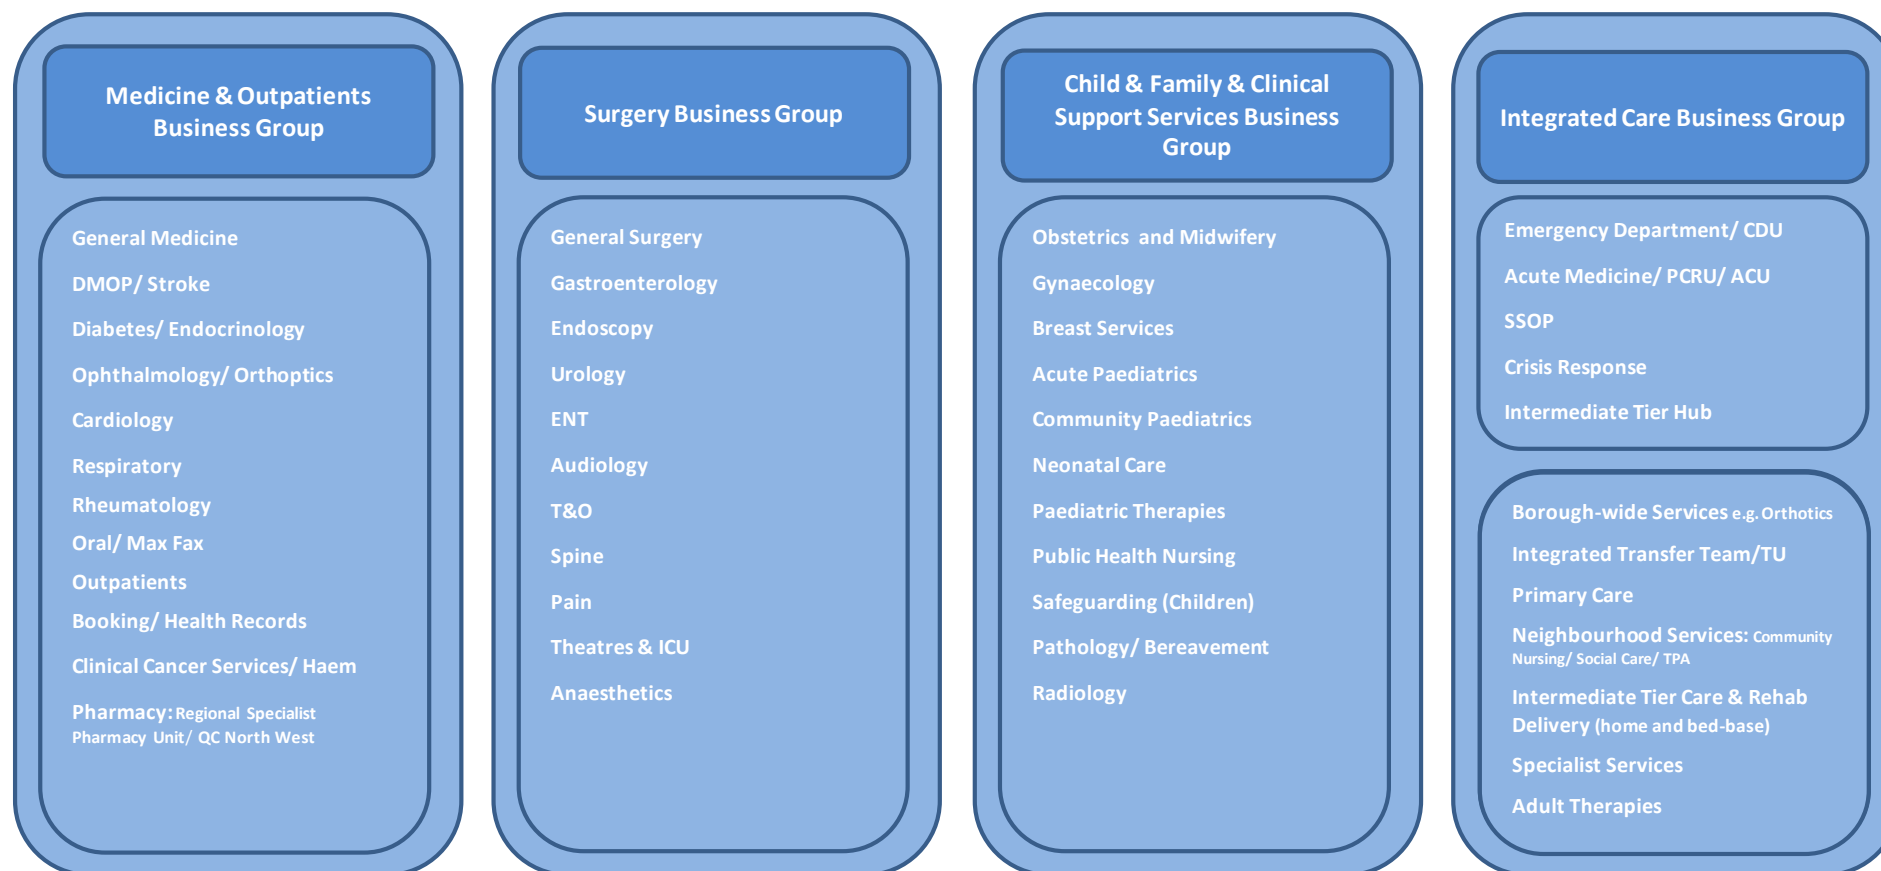 Medicine & Outpatients
Business Group
General Medicine
DMOP/ Stroke
Diabetes/ Endocrinology
Ophthalmology/ Orthoptics
Cardiology
Respiratory
Rheumatology
Oral/ Max Fax
Outpatients
Booking/ Health Records
Clinical Cancer Services/ Haem
Pharmacy: Regional Specialist
Pharmacy Unit/ QC North West
Surgery Business Group
General Surgery
Gastroenterology
Endoscopy
Urology
ENT
Audiology
T&O
Spine
Pain
Theatres & ICU
Anaesthetics
Child & Family & Clinical
Support Services Business
Group
Obstetrics and Midwifery
Gynaecology
Breast Services
Acute Paediatrics
Community Paediatrics
Neonatal Care
Paediatric Therapies
Public Health Nursing
Safeguarding (Children)
Pathology/ Bereavement
Radiology
Integrated Care Business Group
Emergency Department/ CDU
Acute Medicine/ PCRU/ ACU
SSOP
Crisis Response
Intermediate Tier Hub
Borough-wide Services e.g. Orthotics
Integrated Transfer Team/TU
Primary Care
Neighbourhood Services: Community
Nursing/ Social Care/ TPA
Intermediate Tier Care & Rehab
Delivery (home and bed-base)
Specialist Services
Adult Therapies